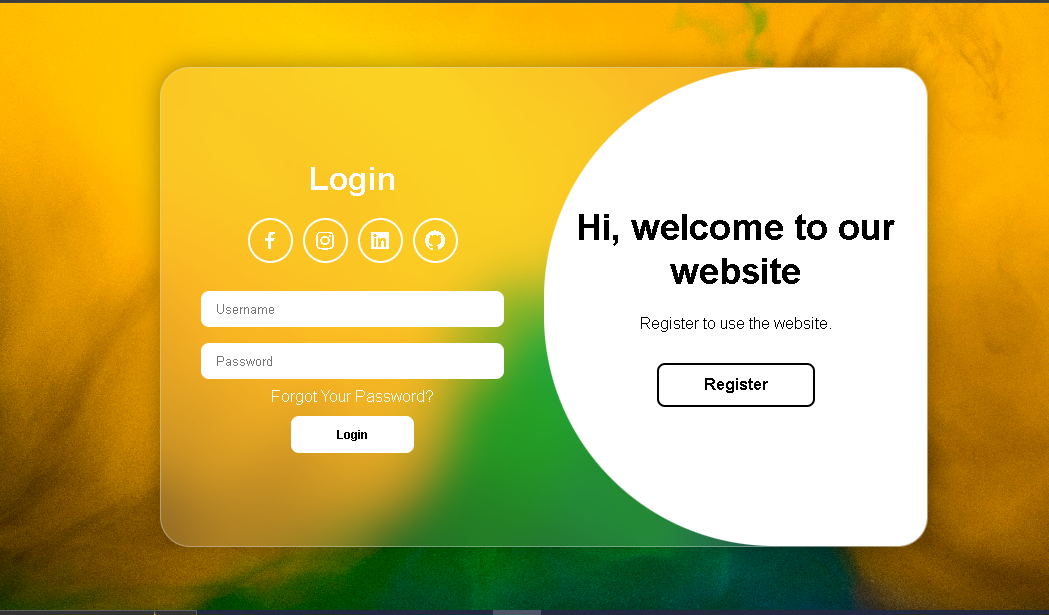 Login
Username
Password
Forgot Your Password?
Login
Hi, welcome to our
website
Register to use the website.
Register